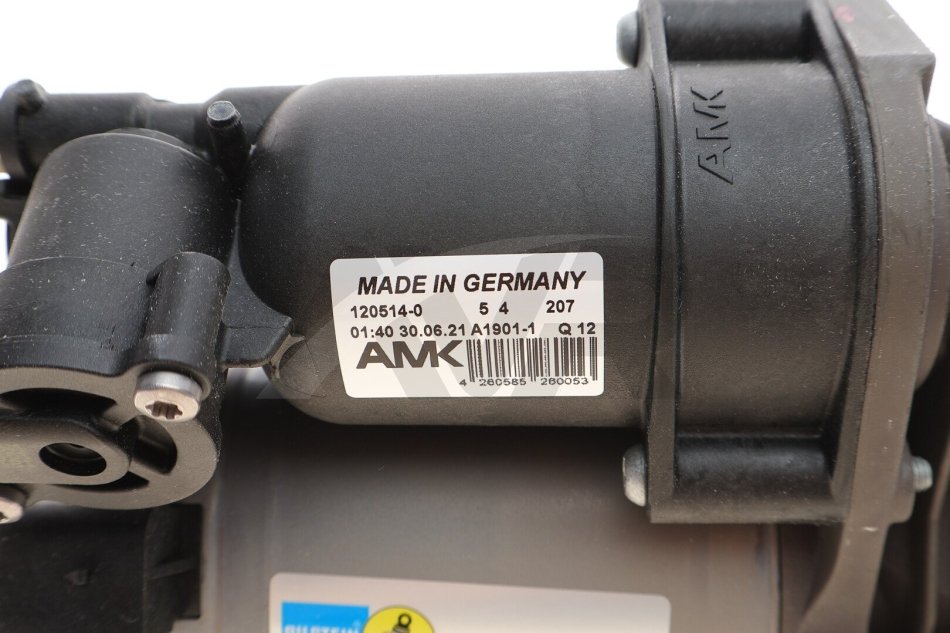 AMK
MADE IN GERMANY
120514-0 5 4 207
01:40 30.06.21 A1901-1 Q 12
AMK
4 260585 260053
BILSTEIN